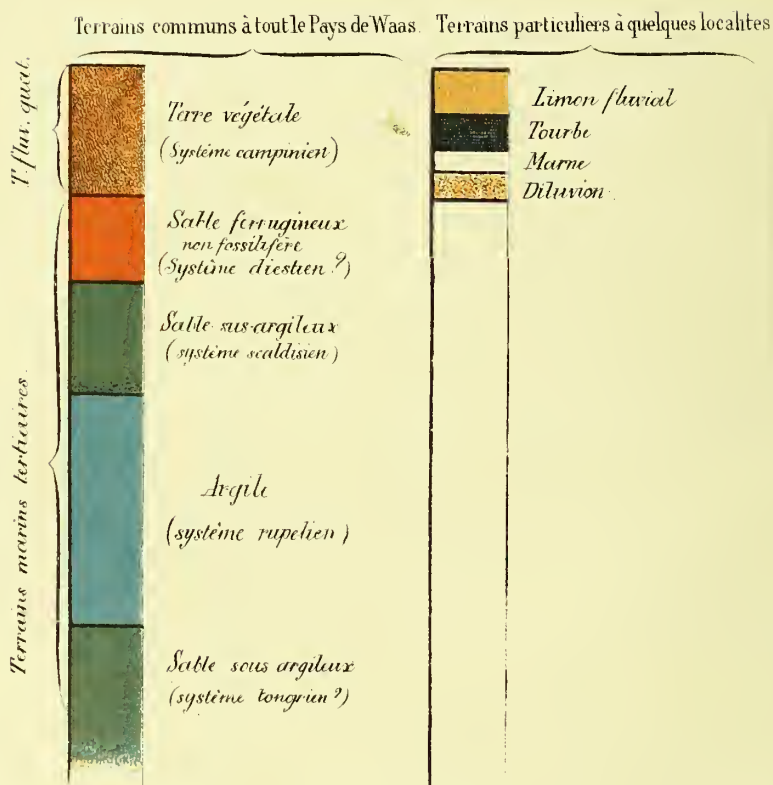 Terrains communs à tout le Pays de Waas.
T. fluv. quat.
Terre végétale
(Système campinien)
Sable ferrugineux
non fossilifère
(Système diestien ?)
Terrains marins tertiaires.
Sable sus-argileux
(système scaldisien)
Argile
(système rupelien)
Sable sous argileux
(système tongrien ?)
Terrains particuliers à quelques localites
Limon fluvial
Tourbe
Marne
Diluvion.